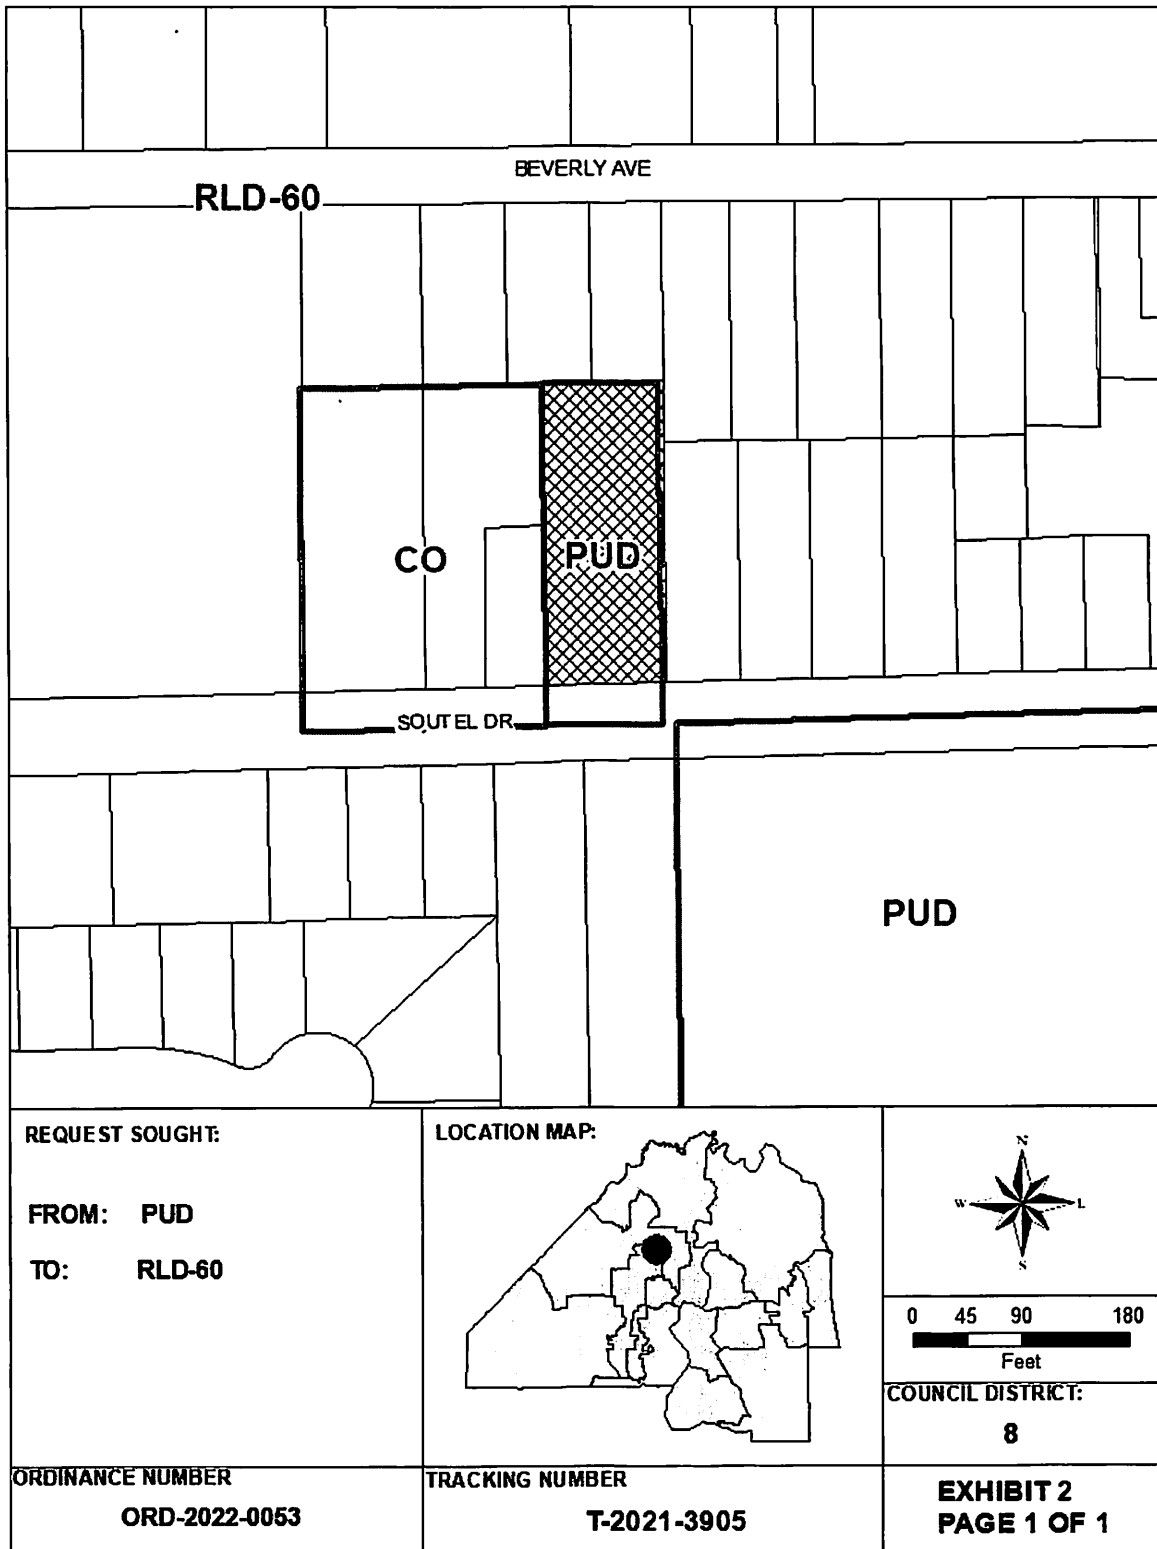 BEVERLY AVE
RLD-60
CO
PUD
SOUTEL DR
PUD
REQUEST SOUGHT:
FROM: PUD
TO: RLD-60
LOCATION MAP:
N
W
L
S
0 45 90 180
Feet
COUNCIL DISTRICT:
8
ORDINANCE NUMBER
ORD-2022-0053
TRACKING NUMBER
T-2021-3905
EXHIBIT 2
PAGE 1 OF 1